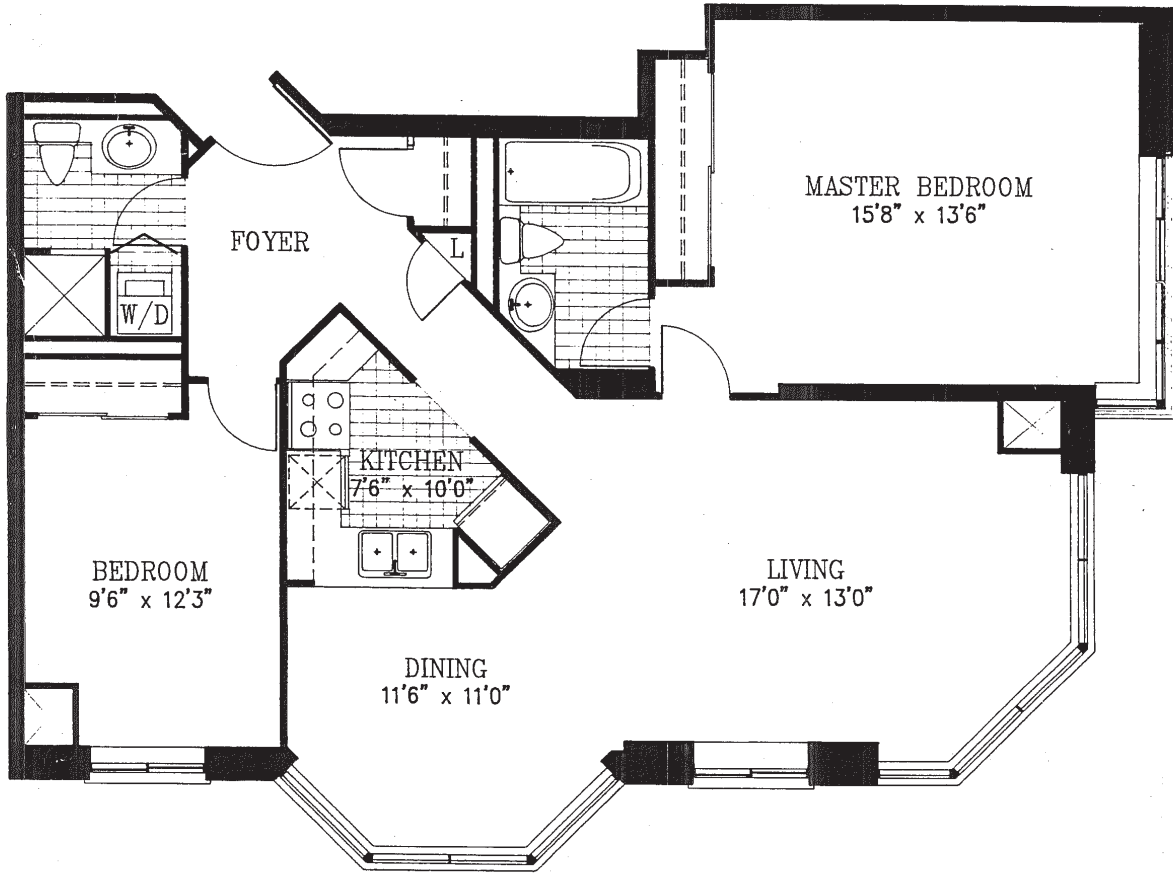 MASTER BEDROOM
15'8" x 13'6"
FOYER
L
W/D
KITCHEN
7'6" x 10'0"
BEDROOM
9'6" x 12'3"
LIVING
17'0" x 13'0"
DINING
11'6" x 11'0"